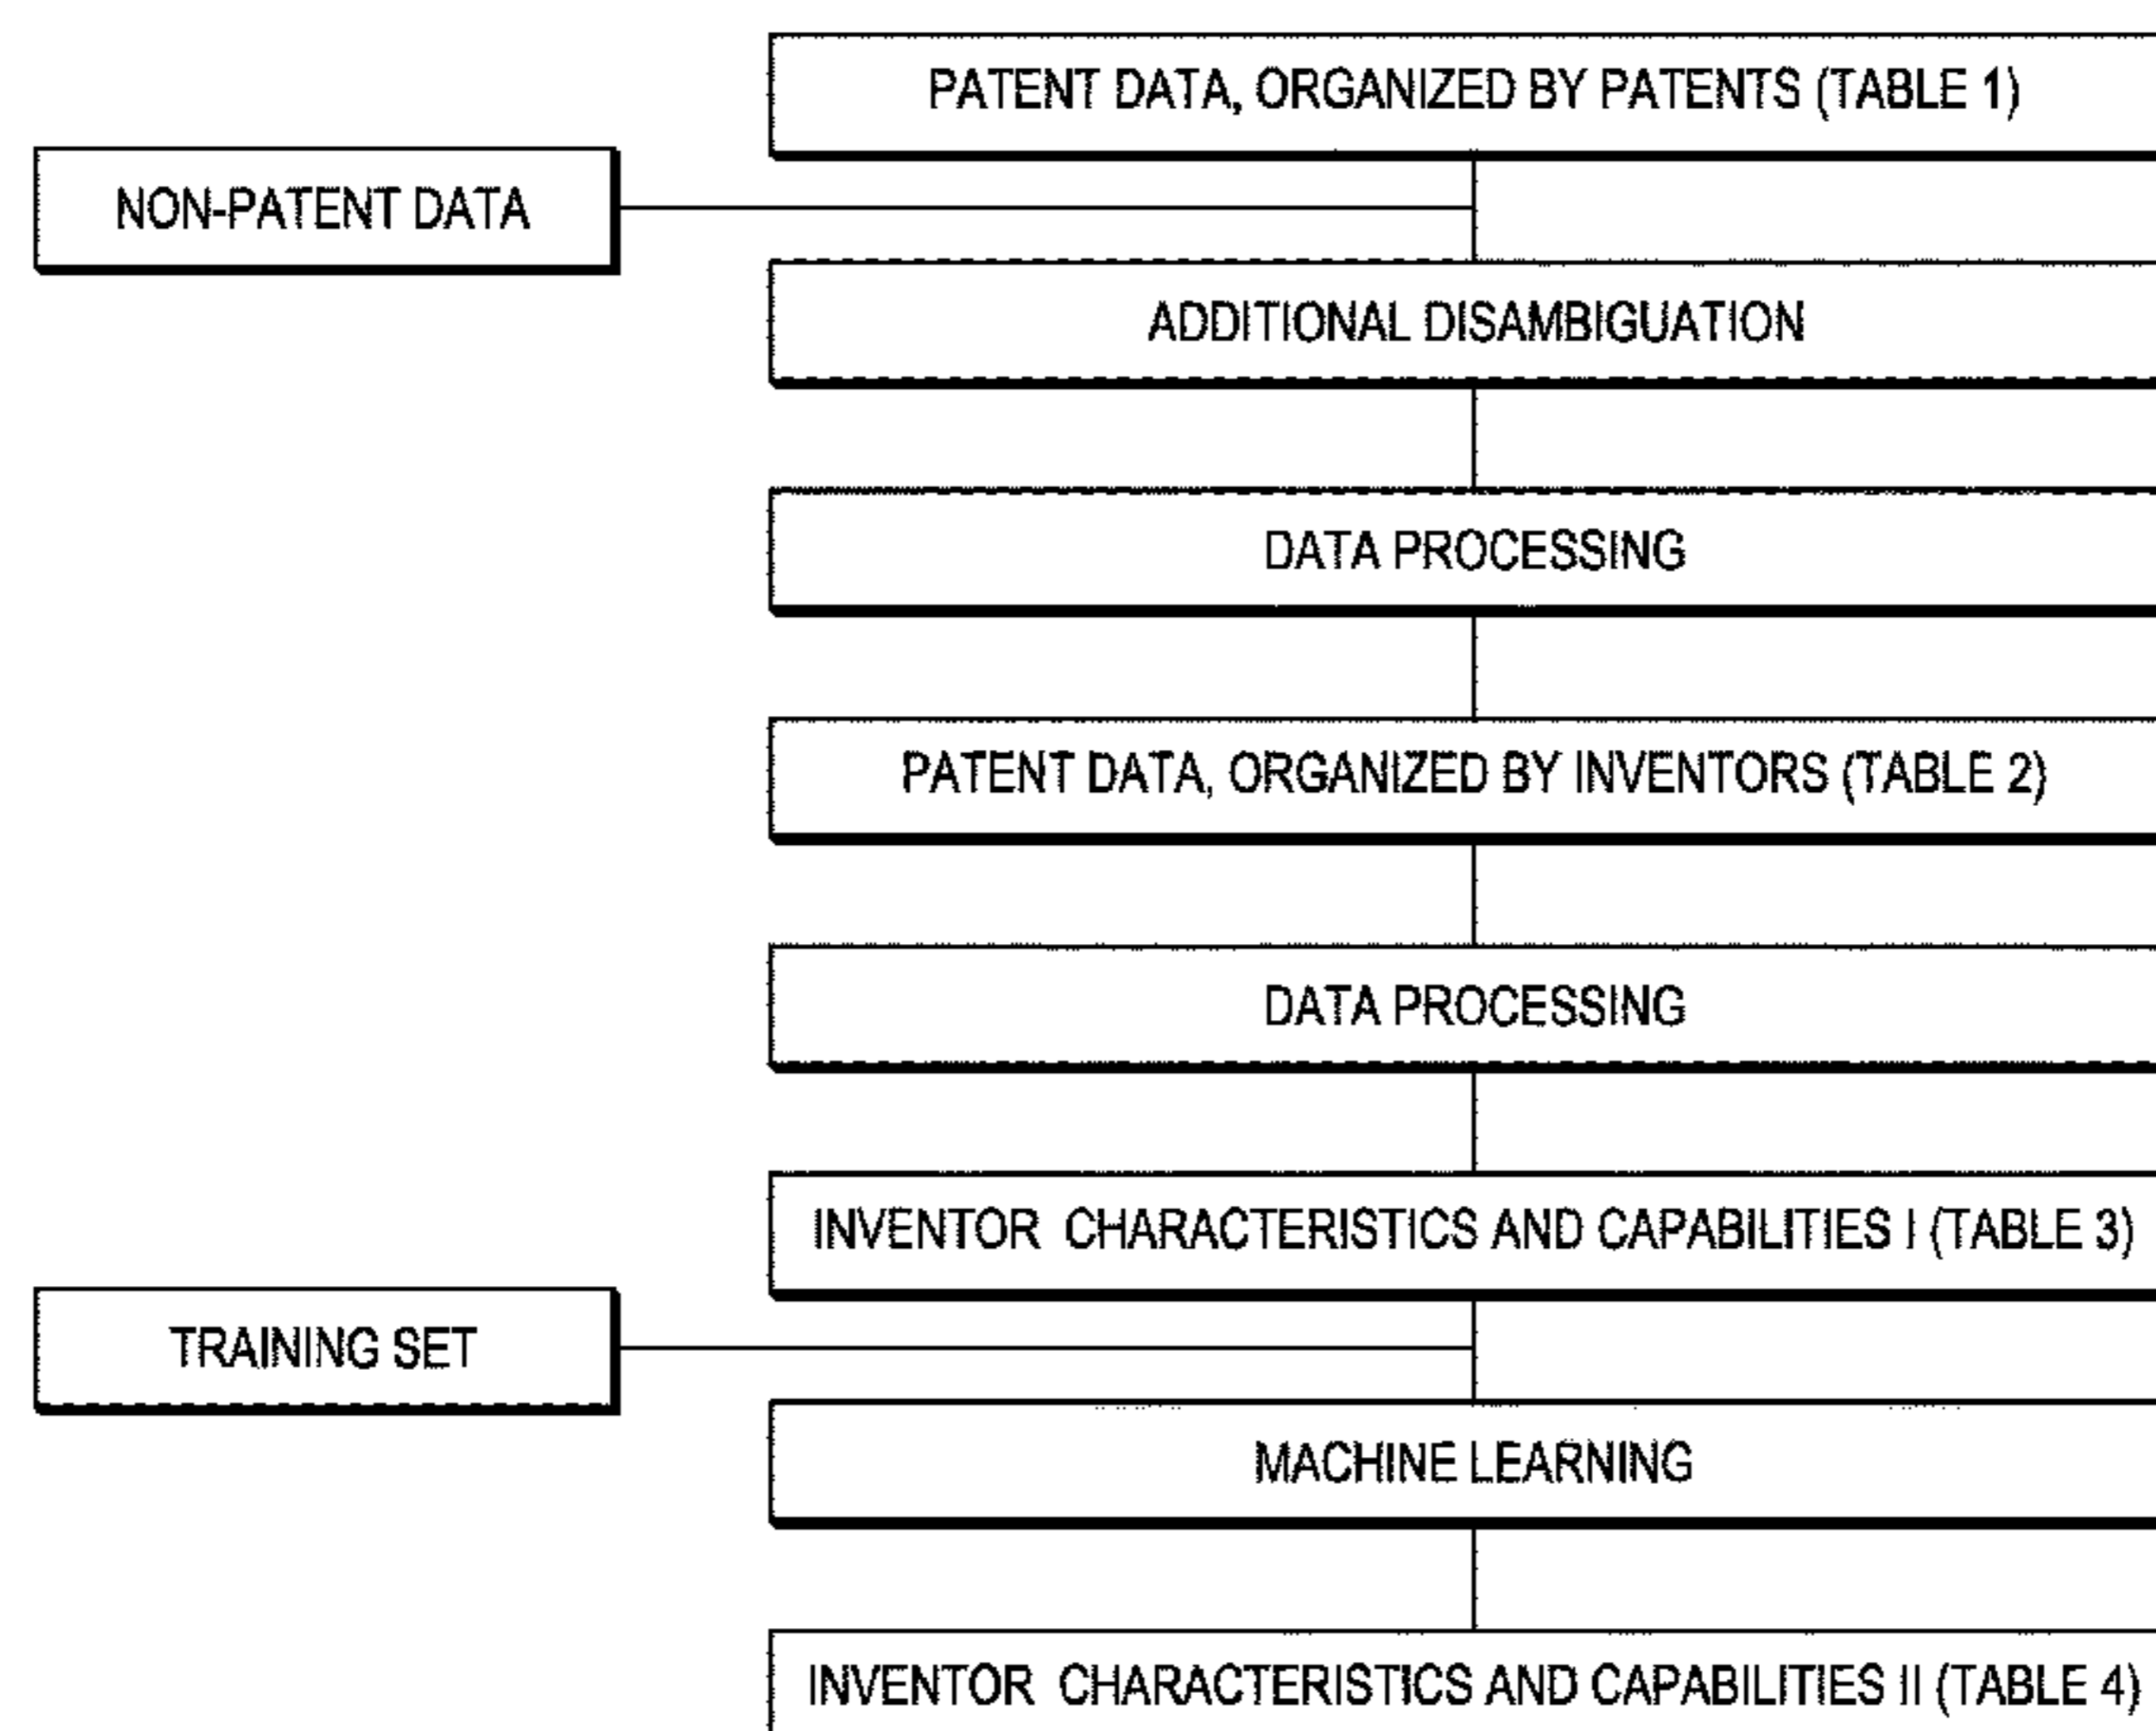 PATENT DATA, ORGANIZED BY PATENTS (TABLE 1)
NON-PATENT DATA
ADDITIONAL DISAMBIGUATION
DATA PROCESSING
PATENT DATA, ORGANIZED BY INVENTORS (TABLE 2)
DATA PROCESSING
INVENTOR CHARACTERISTICS AND CAPABILITIES I (TABLE 3)
TRAINING SET
MACHINE LEARNING
INVENTOR CHARACTERISTICS AND CAPABILITIES II (TABLE 4)